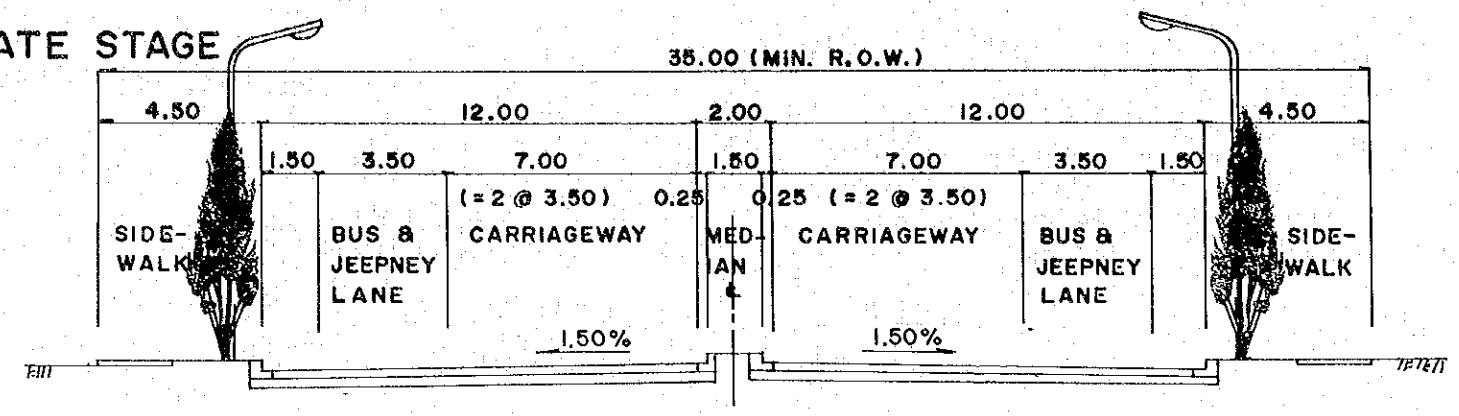 ATE STAGE
35.00 (MIN. R.O.W.)
4.50 12.00 2.00 12.00 4.50
1.50 3.50 7.00 1.50 7.00 3.50 1.50
(= 2 @ 3.50) 0.25 0.25 (= 2 @ 3.50)
SIDE- BUS & CARRIAGEWAY MED- CARRIAGEWAY BUS & SIDE-
WALK JEEPNEY IAN JEEPNEY WALK
LANE LANE
1.50% 1.50%